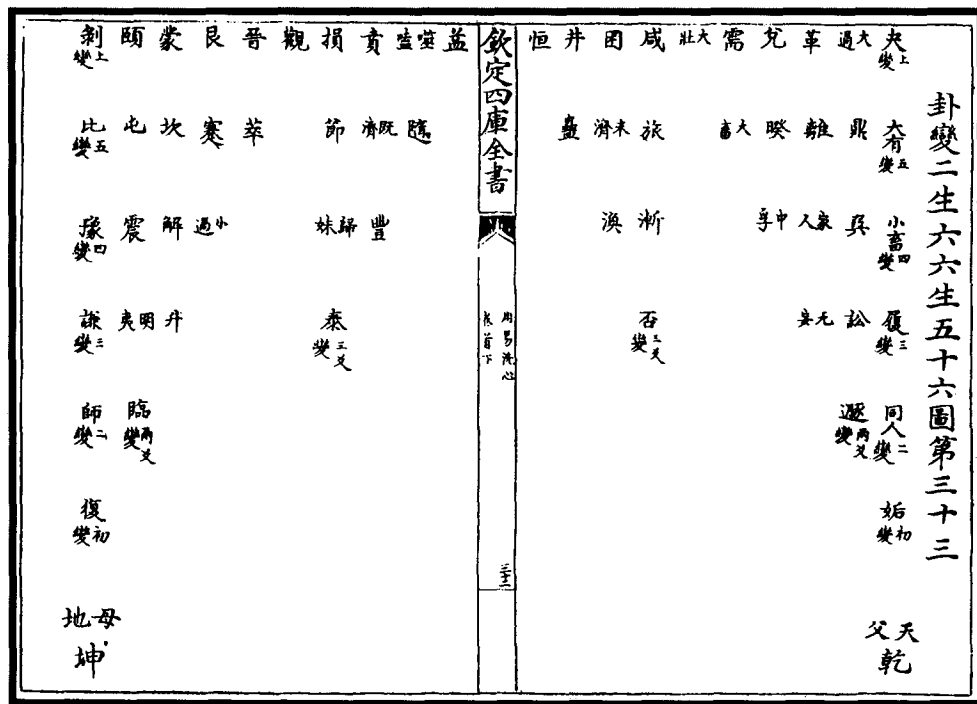 卦變二生六六生五十六圖第三十三
夬上變 大有五變 小畜四變 履三變 同人二變 姤初變 天父乾
大過 鼎 巽 訟 遯兩爻變
革 離 家人 无妄
兌 睽 中孚
需 大畜
大壯
咸 旅 漸 否三爻變
困 未濟 渙
井 蠱
恒
欽定四庫全書
周易洗心
卷首下
三十二
益
噬嗑 隨
賁 既濟 豐
損 節 歸妹 泰三爻變
觀
晉 萃
艮 蹇 小過
蒙 坎 解 升
頤 屯 震 明夷 臨兩爻變
剝上變 比五變 豫四變 謙三變 師二變 復初變 母地坤